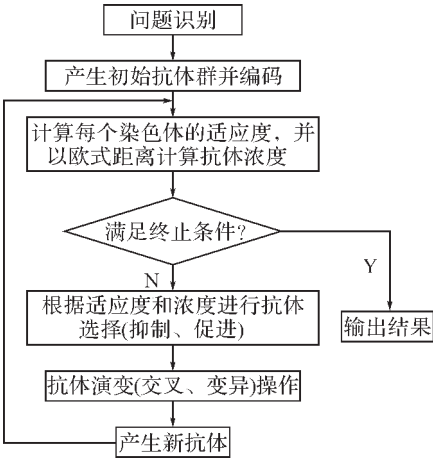 问题识别
产生初始抗体群并编码
计算每个染色体的适应度，并
以欧式距离计算抗体浓度
满足终止条件?
Y
N
根据适应度和浓度进行抗体
选择(抑制、促进)
输出结果
抗体演变(交叉、变异)操作
产生新抗体